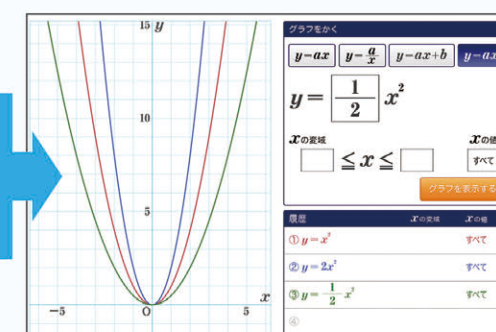 15 y
10
5
-5 O 5 x
グラフをかく
y=ax y=a/x y=ax+b y=ax
y = 1/2 x²
xの変域 xの値
≦ x ≦ すべて
グラフを表示する
履歴 xの変域 xの値
① y = x² すべて
② y = 2x² すべて
③ y = 1/2 x² すべて
④